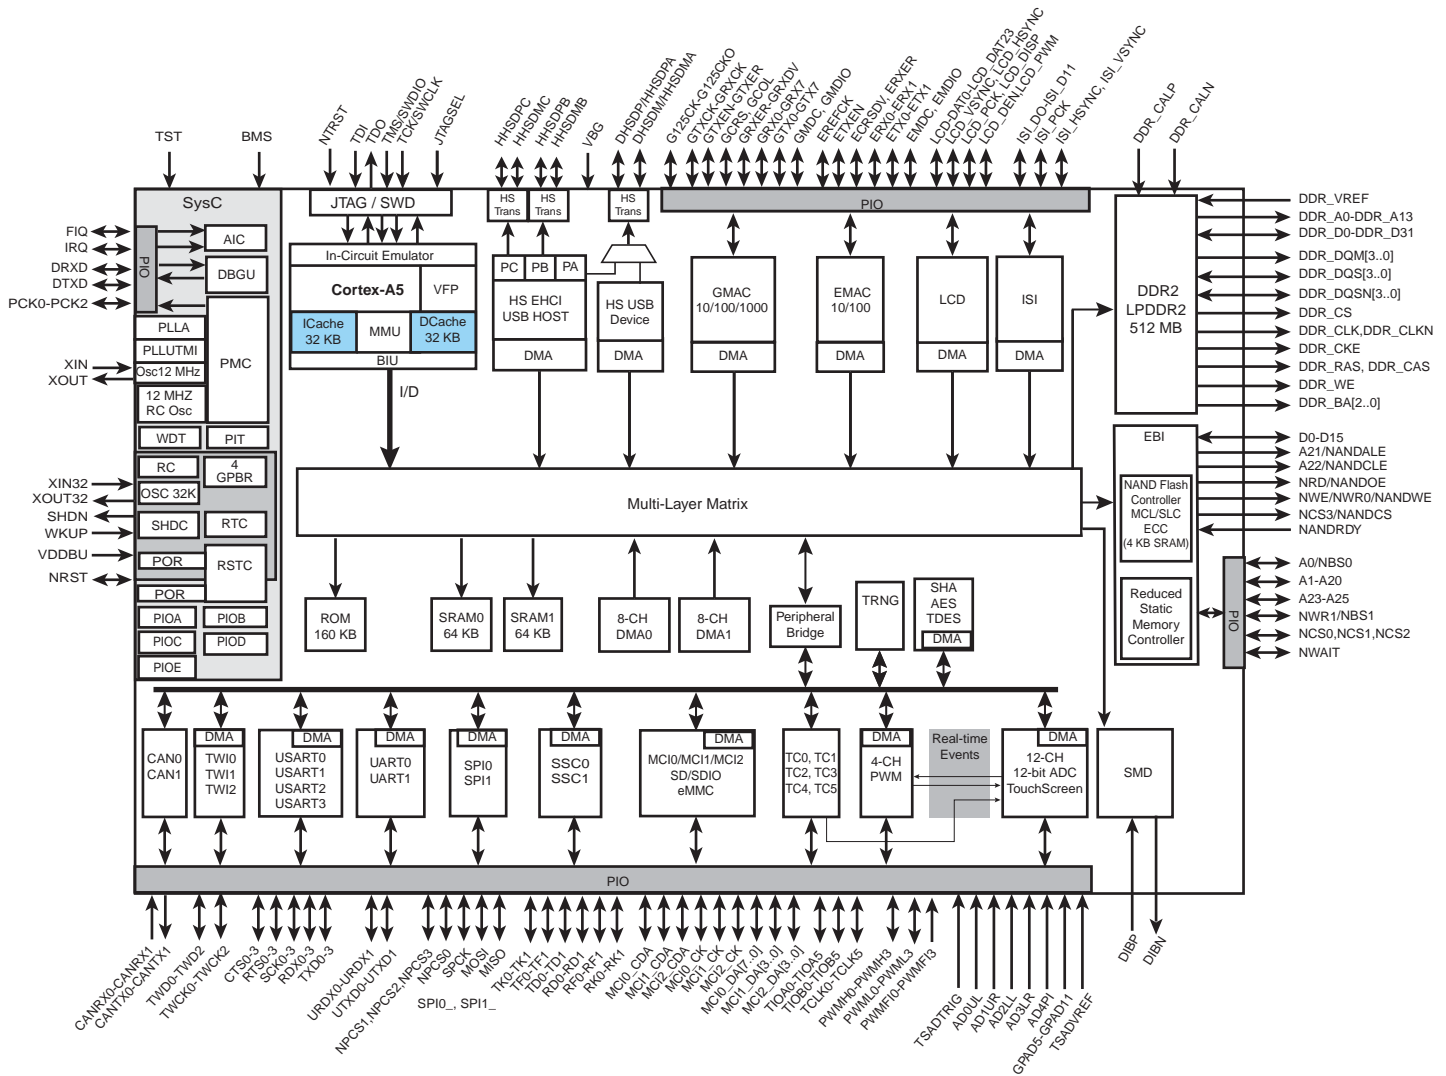 NTRST
TDI
TDO
TMS/SWDIO
TCK/SWCLK
JTAGSEL
HHSDPC
HHSDMC
HHSDPB
HHSDMB
VBG
DHSDP/HHSDPA
DHSDM/HHSDMA
G125CK-G125CKO
GTXCK-GRXCK
GTXEN-GTXER
GCRS, GCOL
GRXER-GRXDV
GRX0-GRX7
GTX0-GTX7
GMDC, GMDIO
EREFCK
ETXEN
ECRSDV, ERXER
ERX0-ERX1
ETX0-ETX1
EMDC, EMDIO
LCD-DAT0-LCD_DAT23
LCD_VSYNC, LCD_HSYNC
LCD_PCK, LCD_DISP
LCD_DEN,LCD_PWM
ISI_DO-ISI_D11
ISI_PCK
ISI_HSYNC, ISI_VSYNC
DDR_CALP
DDR_CALN
TST
BMS
SysC
FIQ
IRQ
DRXD
DTXD
PCK0-PCK2
XIN
XOUT
XIN32
XOUT32
SHDN
WKUP
VDDBU
NRST
PIO
AIC
DBGU
PLLA
PLLUTMI
Osc12 MHz
12 MHZ
RC Osc
PMC
WDT
PIT
RC
4
GPBR
OSC 32K
SHDC
RTC
POR
RSTC
POR
PIOA
PIOB
PIOC
PIOD
PIOE
JTAG / SWD
In-Circuit Emulator
Cortex-A5
VFP
ICache
32 KB
MMU
DCache
32 KB
BIU
I/D
HS
Trans
HS
Trans
HS
Trans
PC
PB
PA
HS EHCI
USB HOST
DMA
HS USB
Device
DMA
PIO
GMAC
10/100/1000
DMA
EMAC
10/100
DMA
LCD
DMA
ISI
DMA
DDR2
LPDDR2
512 MB
DDR_VREF
DDR_A0-DDR_A13
DDR_D0-DDR_D31
DDR_DQM[3..0]
DDR_DQS[3..0]
DDR_DQSN[3..0]
DDR_CS
DDR_CLK,DDR_CLKN
DDR_CKE
DDR_RAS, DDR_CAS
DDR_WE
DDR_BA[2..0]
EBI
NAND Flash
Controller
MCL/SLC
ECC
(4 KB SRAM)
Reduced
Static
Memory
Controller
D0-D15
A21/NANDALE
A22/NANDCLE
NRD/NANDOE
NWE/NWR0/NANDWE
NCS3/NANDCS
NANDRDY
PIO
A0/NBS0
A1-A20
A23-A25
NWR1/NBS1
NCS0,NCS1,NCS2
NWAIT
Multi-Layer Matrix
ROM
160 KB
SRAM0
64 KB
SRAM1
64 KB
8-CH
DMA0
8-CH
DMA1
Peripheral
Bridge
TRNG
SHA
AES
TDES
DMA
CAN0
CAN1
DMA
TWI0
TWI1
TWI2
DMA
USART0
USART1
USART2
USART3
DMA
UART0
UART1
DMA
SPI0
SPI1
DMA
SSC0
SSC1
DMA
MCI0/MCI1/MCI2
SD/SDIO
eMMC
TC0, TC1
TC2, TC3
TC4, TC5
DMA
4-CH
PWM
Real-time
Events
DMA
12-CH
12-bit ADC
TouchScreen
SMD
PIO
CANRX0-CANRX1
CANTX0-CANTX1
TWD0-TWD2
TWCK0-TWCK2
CTS0-3
RTS0-3
SCK0-3
RDX0-3
TXD0-3
URDX0-URDX1
UTXD0-UTXD1
NPCS1,NPCS2,NPCS3
NPCS0
SPCK
MOSI
MISO
SPI0_, SPI1_
TK0-TK1
TF0-TF1
TD0-TD1
RD0-RD1
RF0-RF1
RK0-RK1
MCI0_CDA
MCI1_CDA
MCI2_CDA
MCI0_CK
MCI1_CK
MCI2_CK
MCI0_DA[7..0]
MCI1_DA[3..0]
MCI2_DA[3..0]
TIOA0-TIOA5
TIOB0-TIOB5
TCLK0-TCLK5
PWMH0-PWMH3
PWML0-PWML3
PWMFI0-PWMFI3
TSADTRIG
AD0UL
AD1UR
AD2LL
AD3LR
AD4PI
GPAD5-GPAD11
TSADVREF
DIBP
DIBN